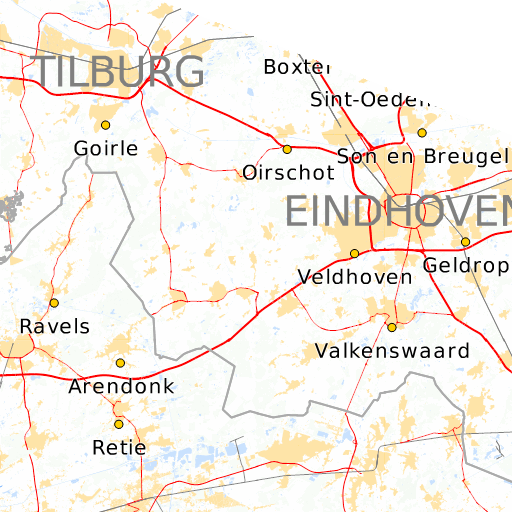 Boxtel
TILBURG
Sint-Oeden
Goirle
Son en Breugel
Oirschot
EINDHOVEN
Geldrop
Veldhoven
Ravels
Valkenswaard
Arendonk
Retie